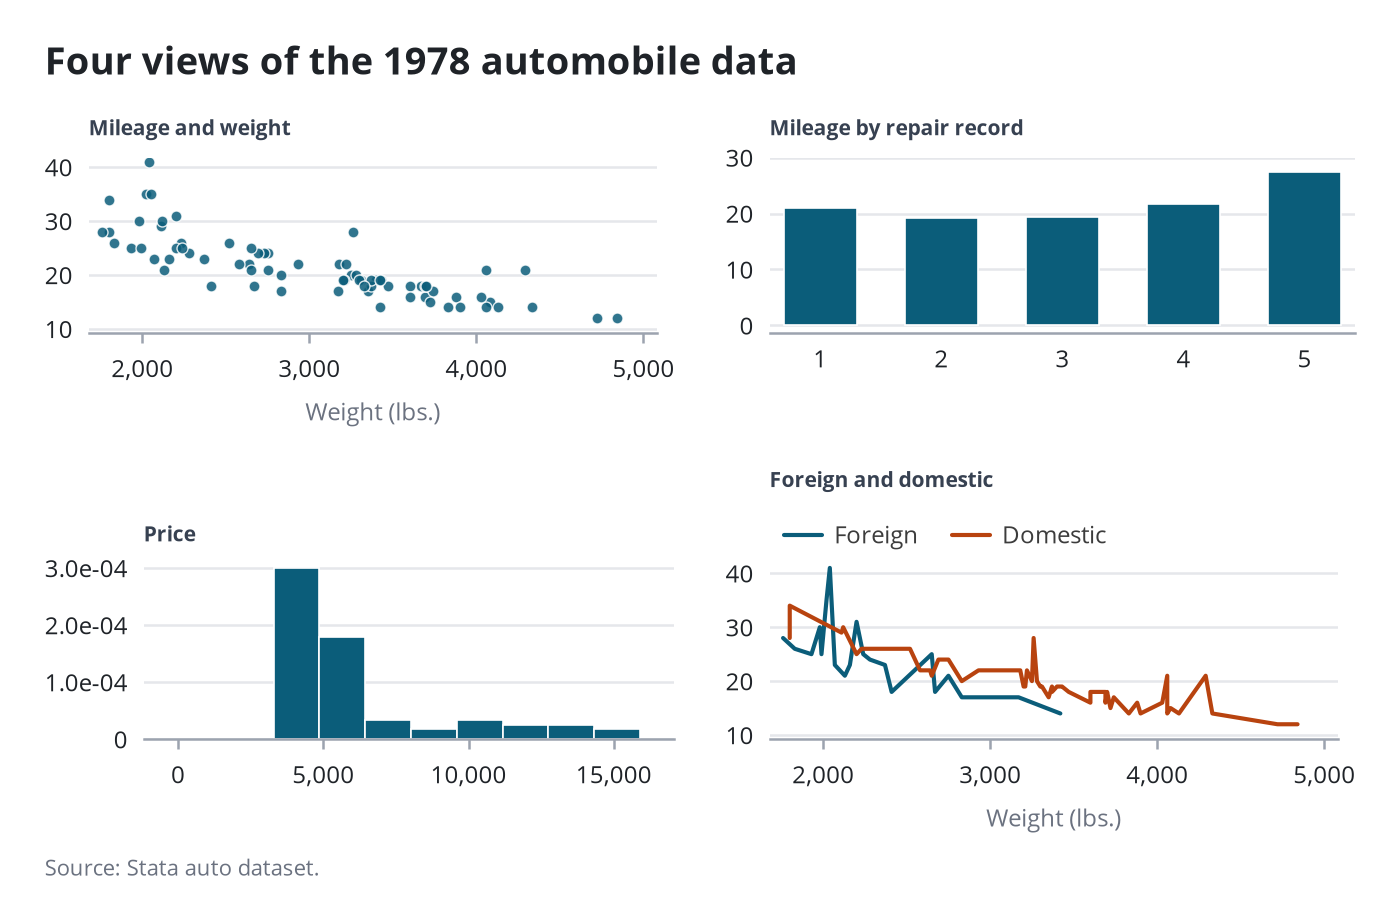 Four views of the 1978 automobile data
Mileage and weight
40
30
20
10
2,000 3,000 4,000 5,000
Weight (lbs.)
Mileage by repair record
30
20
10
0
1 2 3 4 5
Price
3.0e-04
2.0e-04
1.0e-04
0
0 5,000 10,000 15,000
Foreign and domestic
Foreign Domestic
40
30
20
10
2,000 3,000 4,000 5,000
Weight (lbs.)
Source: Stata auto dataset.